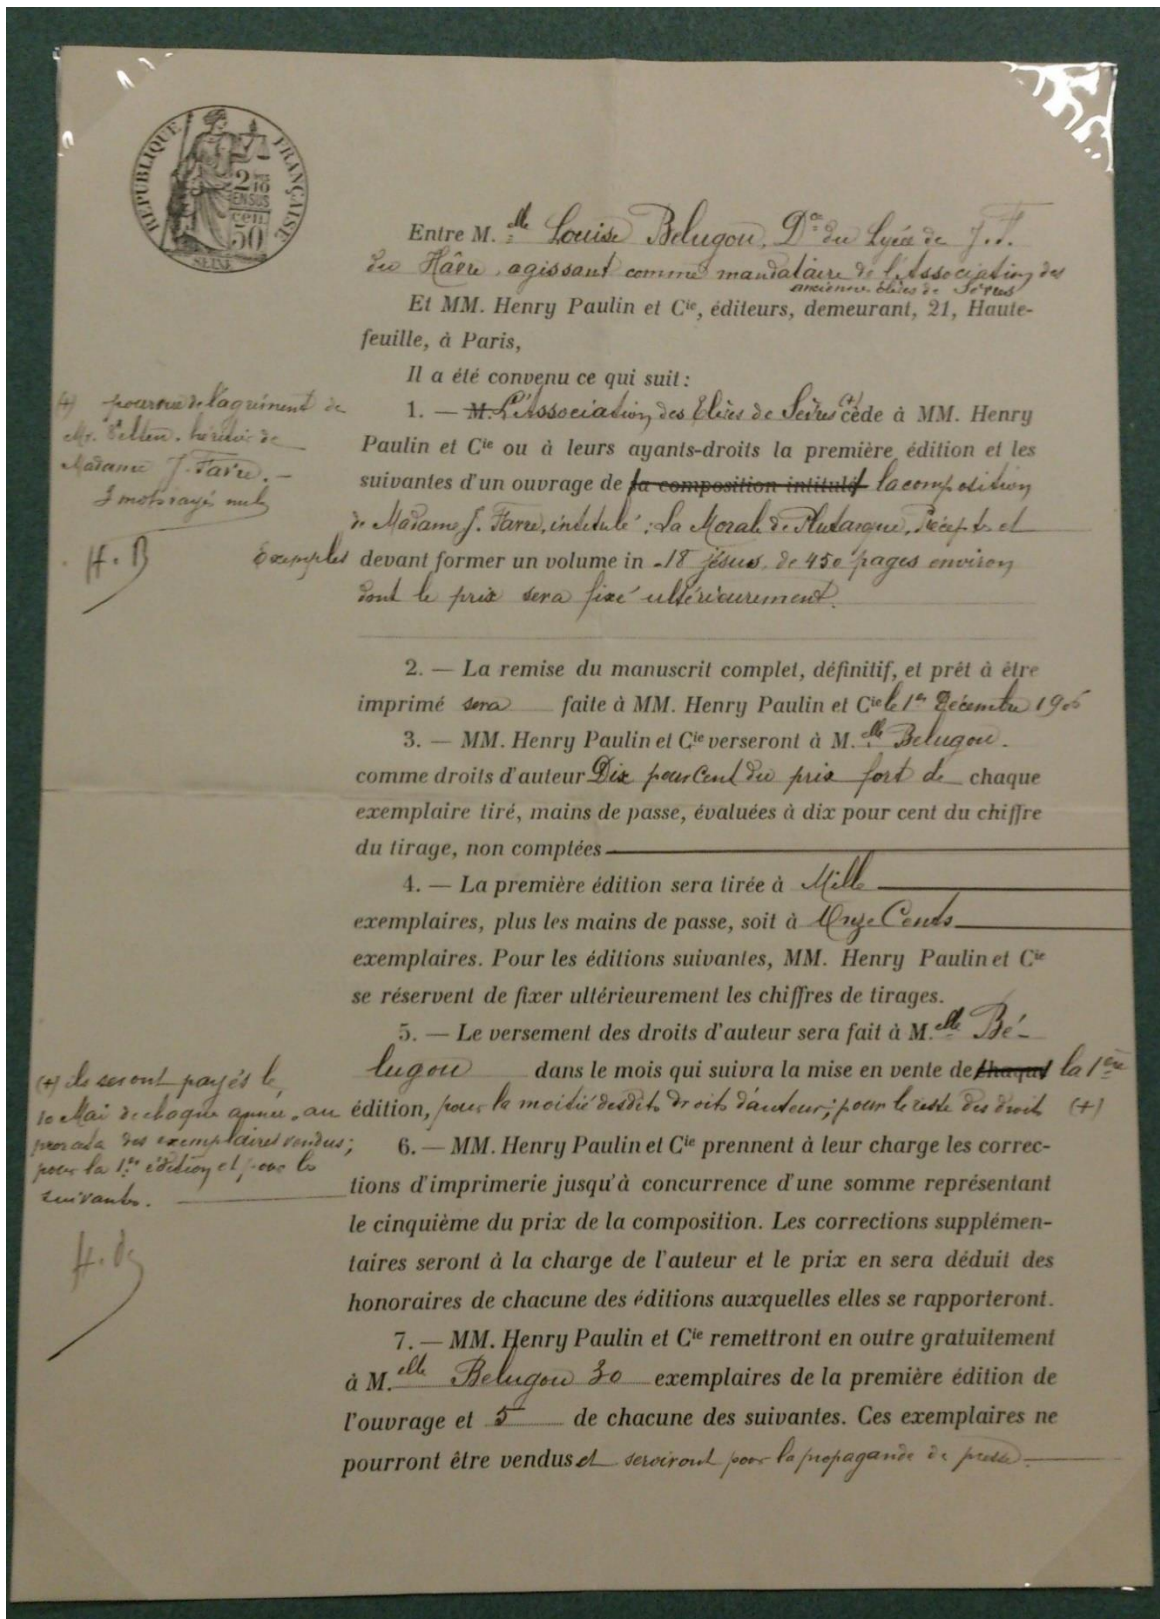 RÉPUBLIQUE FRANÇAISE
2/10
EN SUS
50
SEINE
Entre M.elle Louise Belugou, Dce du Lycée de J.F.
du Hâvre, agissant comme mandataire de l'Association des
anciennes élèves de Sèvres
Et MM. Henry Paulin et Cie, éditeurs, demeurant, 21, Haute-
feuille, à Paris,
Il a été convenu ce qui suit :
1. — M. L'Association des Elèves de Sèvres (+) cède à MM. Henry
Paulin et Cie ou à leurs ayants-droits la première édition et les
suivantes d'un ouvrage de sa composition intitulé la composition
de Madame J. Favre, intitulé : La Morale de Plutarque, Préceptes et
Exemples devant former un volume in -18 jésus, de 450 pages environ
dont le prix sera fixé ultérieurement.
(+) pourvue de l'agrément de
Mr. héritier de
Madame J. Favre. —
3 mots rayés nuls
H. B
2. — La remise du manuscrit complet, définitif, et prêt à être
imprimé sera faite à MM. Henry Paulin et Cie le 1er Décembre
3. — MM. Henry Paulin et Cie verseront à M.elle Belugou.
comme droits d'auteur Dix pour Cent du prix fort de chaque
exemplaire tiré, mains de passe, évaluées à dix pour cent du chiffre
du tirage, non comptées
4. — La première édition sera tirée à Mille
exemplaires, plus les mains de passe, soit à Onze Cents
exemplaires. Pour les éditions suivantes, MM. Henry Paulin et Cie
se réservent de fixer ultérieurement les chiffres de tirages.
5. — Le versement des droits d'auteur sera fait à M.elle Bé-
lugou dans le mois qui suivra la mise en vente de chaque la 1ère
édition, pour la moitié desdits droits d'auteur; pour le reste des droits (+)
(+) ils seront payés le
10 Mai de chaque année, au
prorata des exemplaires vendus;
pour la 1ère édition et pour les
suivantes.
6. — MM. Henry Paulin et Cie prennent à leur charge les correc-
tions d'imprimerie jusqu'à concurrence d'une somme représentant
le cinquième du prix de la composition. Les corrections supplémen-
taires seront à la charge de l'auteur et le prix en sera déduit des
honoraires de chacune des éditions auxquelles elles se rapporteront.
7. — MM. Henry Paulin et Cie remettront en outre gratuitement
à M.elle Belugou 30 exemplaires de la première édition de
l'ouvrage et 5 de chacune des suivantes. Ces exemplaires ne
pourront être vendus et serviront pour la propagande de presse.